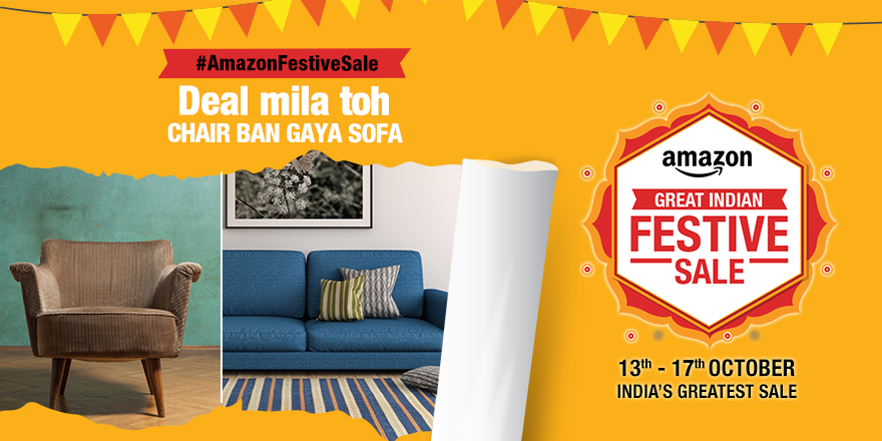 #AmazonFestiveSale
Deal mila toh
CHAIR BAN GAYA SOFA
amazon
GREAT INDIAN
FESTIVE
SALE
13th - 17th OCTOBER
INDIA'S GREATEST SALE